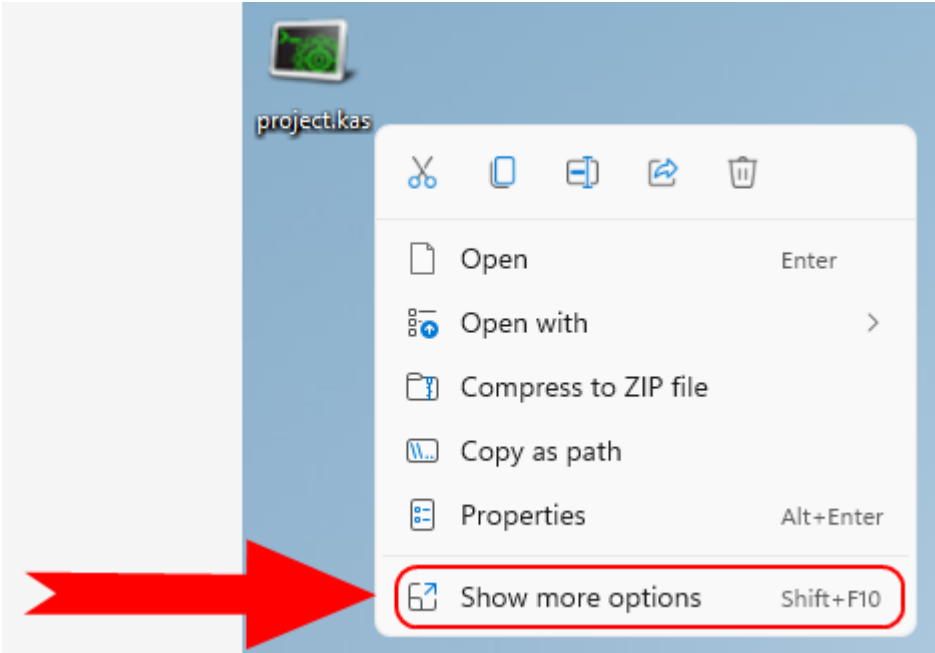 project.kas
Open Enter
Open with
Compress to ZIP file
Copy as path
Properties Alt+Enter
Show more options Shift+F10